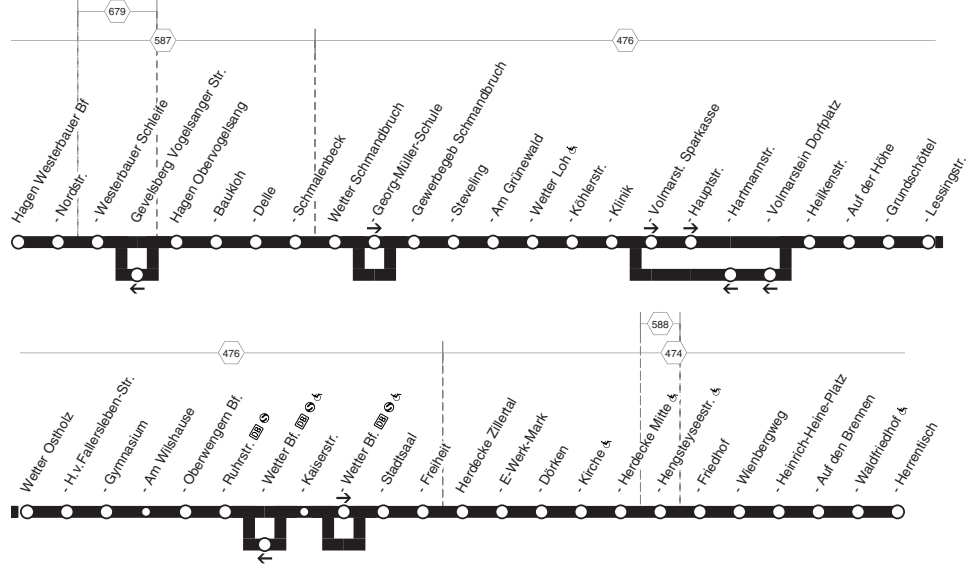 679
587
476
Hagen Westerbauer Bf
- Nordstr.
- Westerbauer Schleife
Gevelsberg Vogelsanger Str.
Hagen Obervogelsang
- Baukloh
- Delle
- Schmalenbeck
Wetter Schmandbruch
- Georg-Müller-Schule
- Gewerbegeb Schmandbruch
- Steveling
- Am Grünewald
- Wetter Loh
- Köhlerstr.
- Klinik
- Volmarst. Sparkasse
- Hauptstr.
- Hartmannstr.
- Volmarstein Dorfplatz
- Heilkenstr.
- Auf der Höhe
- Grundschöttel
- Lessingstr.
588
476
474
Wetter Ostholz
- H.v.Fallersleben-Str.
- Gymnasium
- Am Wilshause
- Oberwengern Bf.
- Ruhrstr. DB S
- Wetter Bf. DB S
- Kaiserstr.
- Wetter Bf. DB S
- Stadtsaal
- Freiheit
Herdecke Zillertal
- E-Werk-Mark
- Dörken
- Kirche
- Herdecke Mitte
- Hengsteyseestr.
- Friedhof
- Wienbergweg
- Heinrich-Heine-Platz
- Auf den Brennen
- Waldfriedhof
- Herrentisch